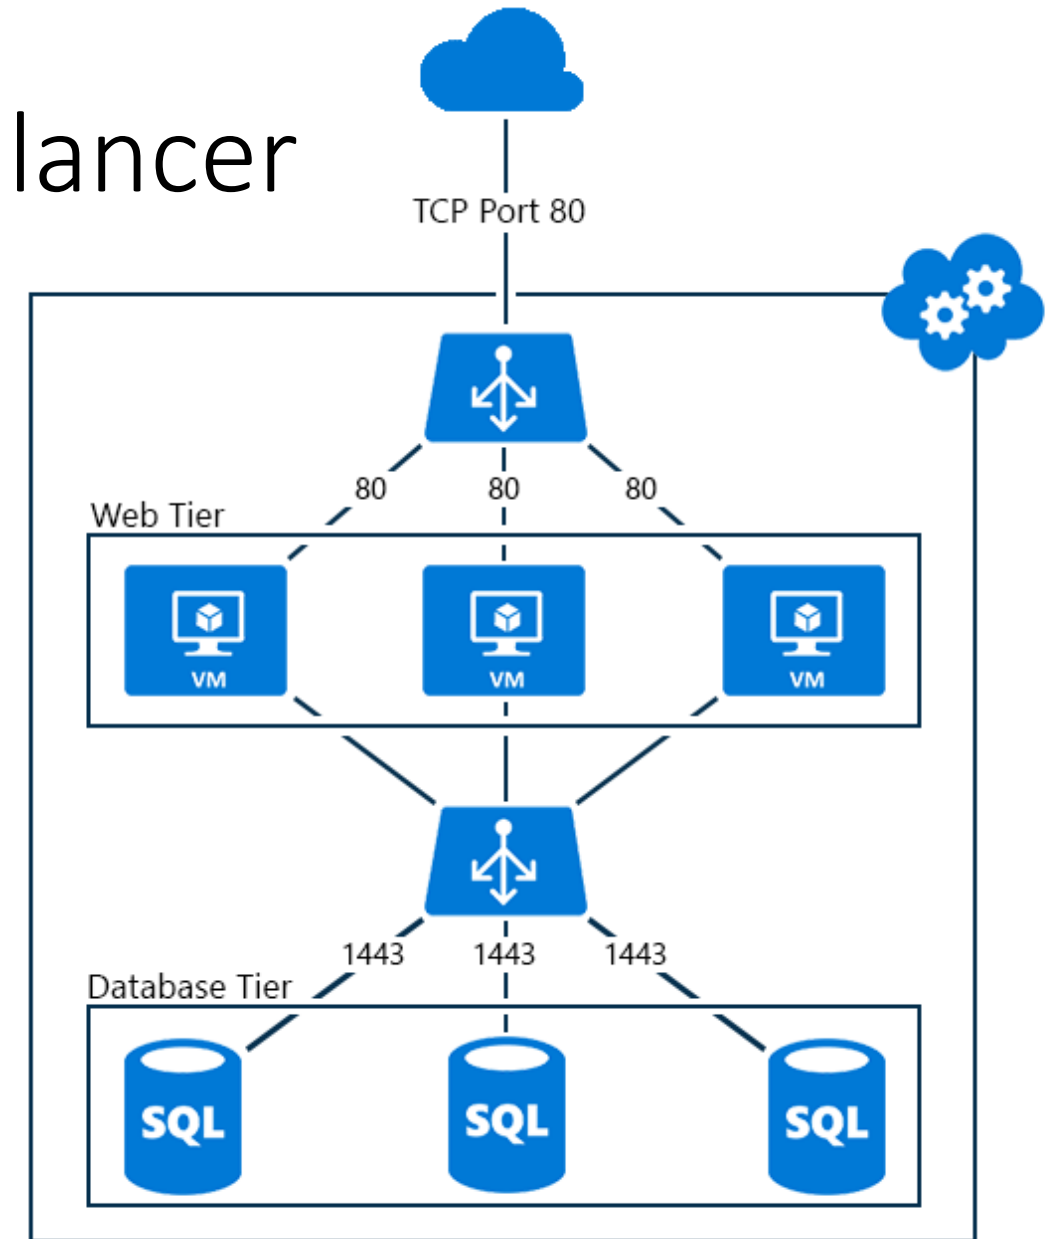 lancer
TCP Port 80
80 80 80
Web Tier
VM VM VM
1443 1443 1443
Database Tier
SQL SQL SQL